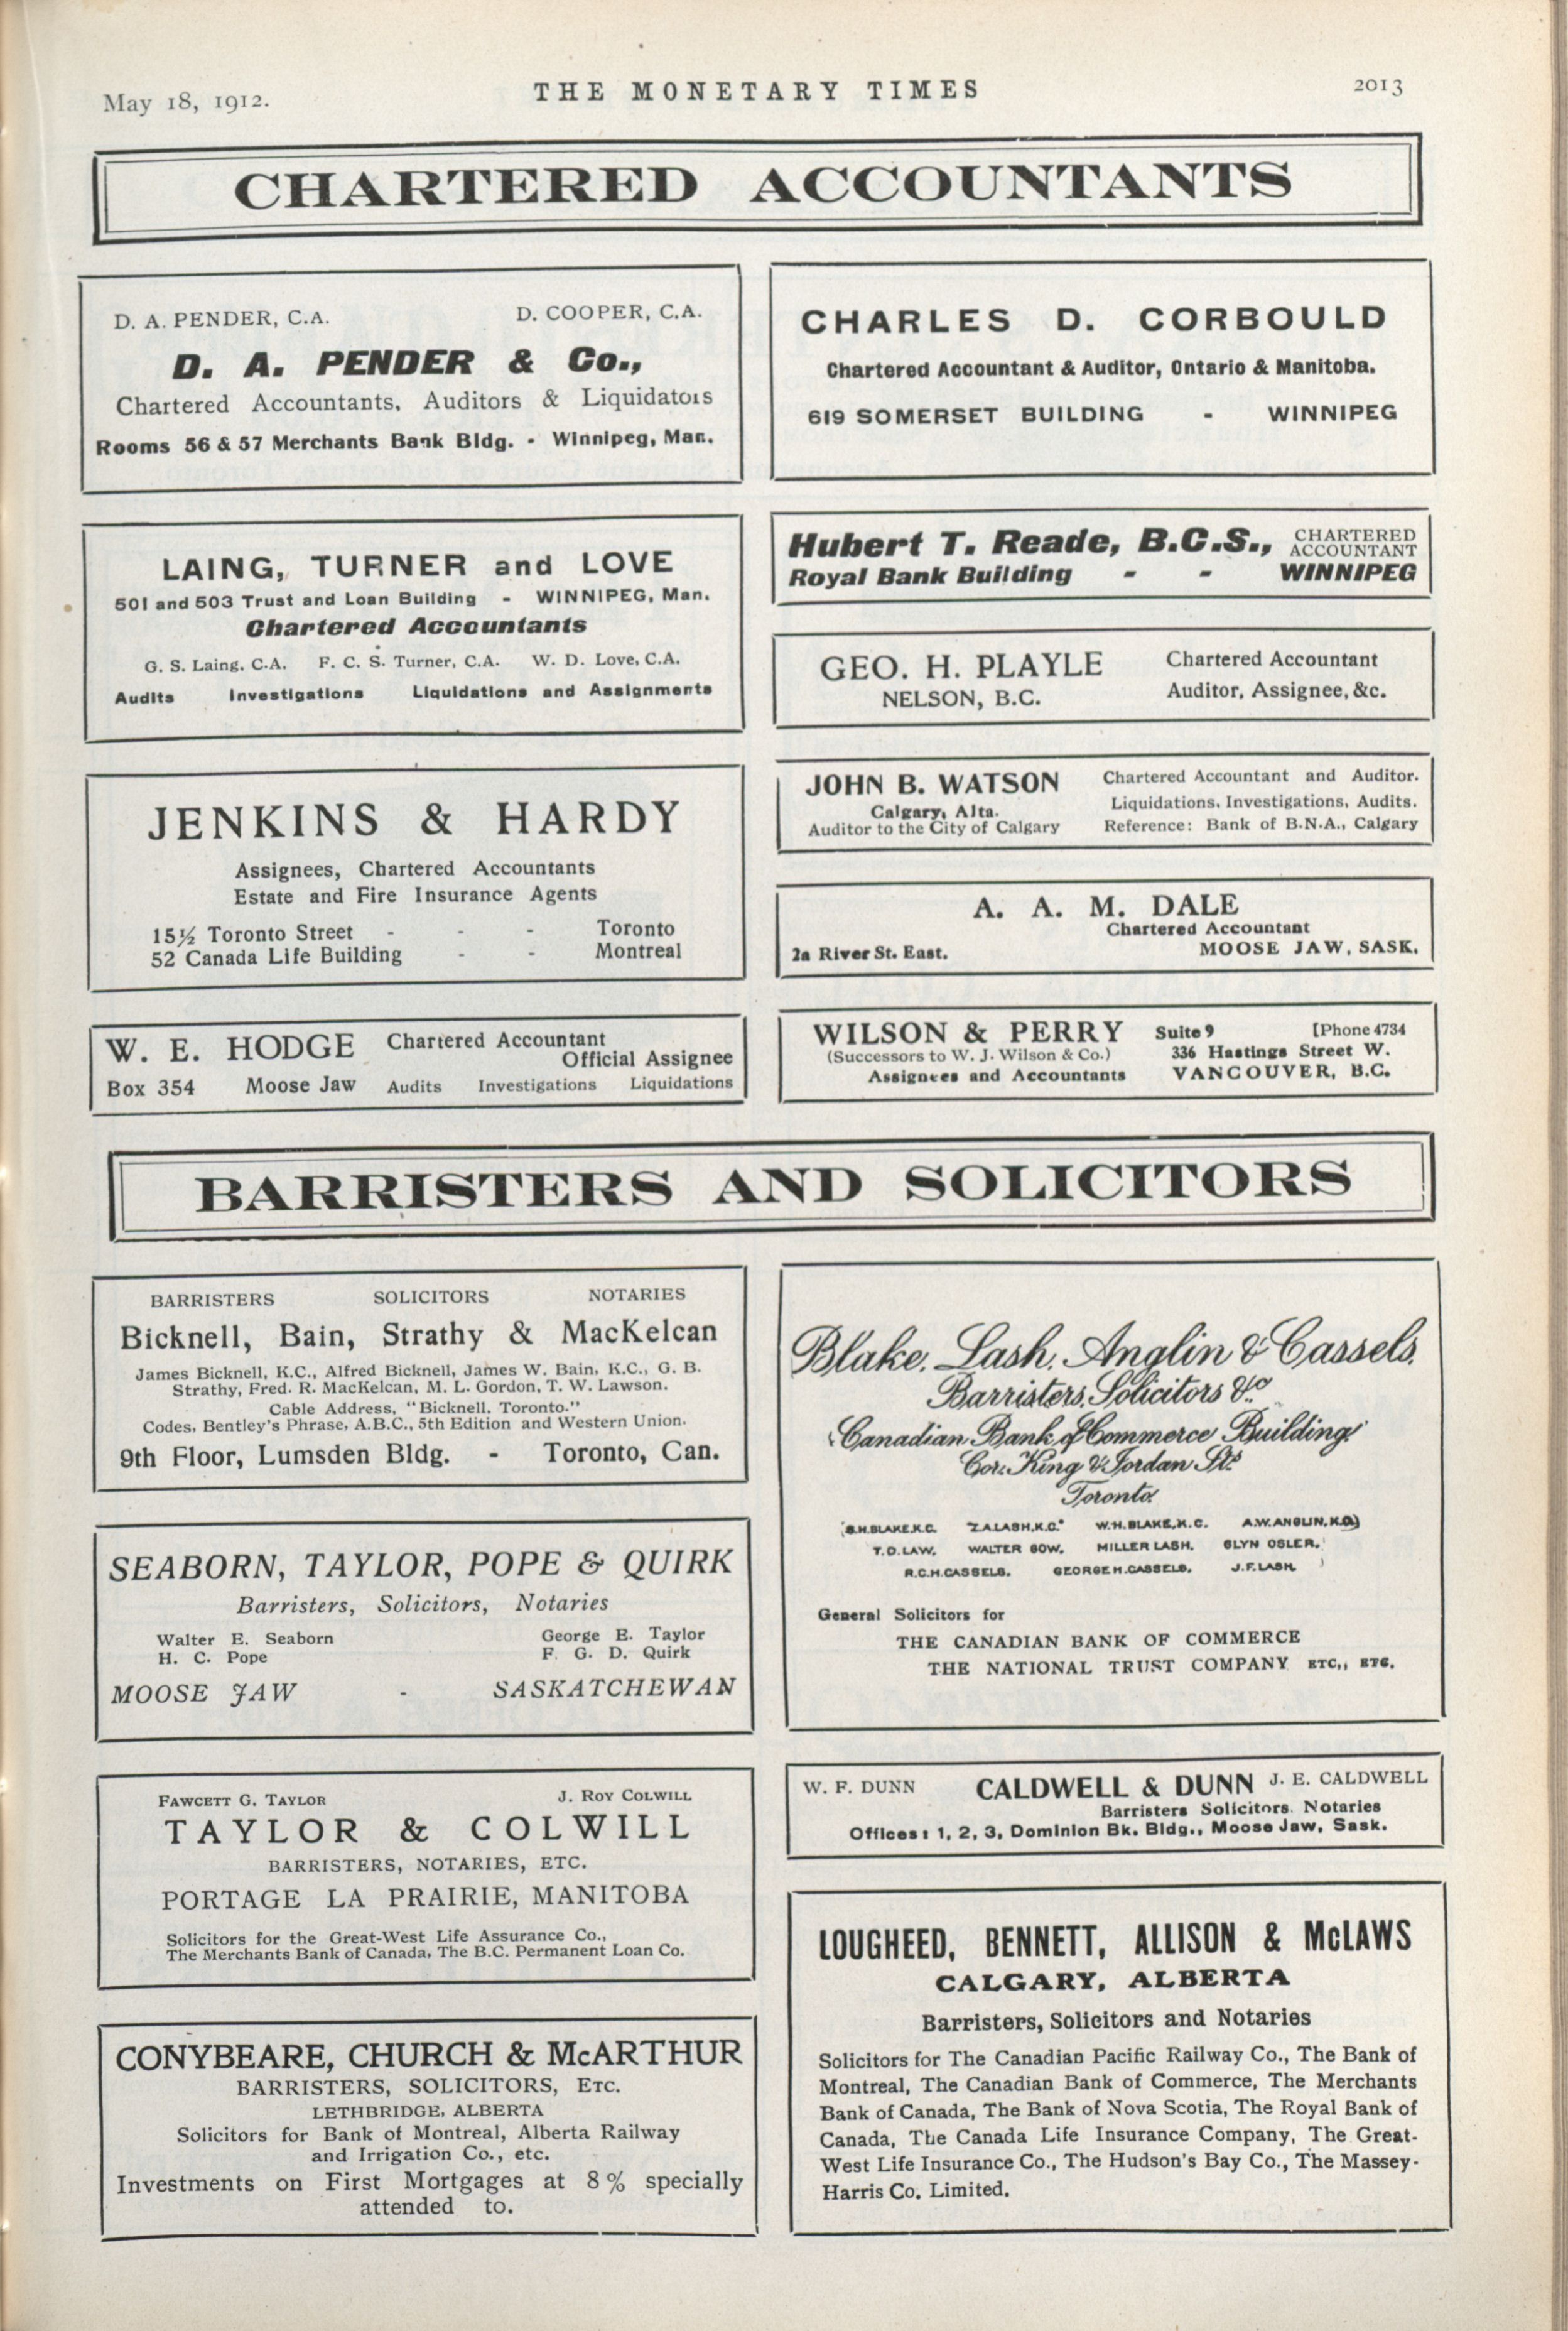 May 18, 1912.
THE MONETARY TIMES
2013
CHARTERED ACCOUNTANTS
D. A. PENDER, C.A. D. COOPER, C.A.
D. A. PENDER & Co.,
Chartered Accountants, Auditors & Liquidators
Rooms 56 & 57 Merchants Bank Bldg. - Winnipeg, Man.
LAING, TURNER and LOVE
501 and 503 Trust and Loan Building - WINNIPEG, Man.
Chartered Accountants
G. S. Laing, C.A. F. C. S. Turner, C.A. W. D. Love, C.A.
Audits Investigations Liquidations and Assignments
JENKINS & HARDY
Assignees, Chartered Accountants
Estate and Fire Insurance Agents
15½ Toronto Street - - - Toronto
52 Canada Life Building - - Montreal
W. E. HODGE Chartered Accountant
Official Assignee
Box 354 Moose Jaw Audits Investigations Liquidations
CHARLES D. CORBOULD
Chartered Accountant & Auditor, Ontario & Manitoba.
619 SOMERSET BUILDING - WINNIPEG
Hubert T. Reade, B.C.S., CHARTERED
ACCOUNTANT
Royal Bank Building - - WINNIPEG
GEO. H. PLAYLE Chartered Accountant
NELSON, B.C. Auditor, Assignee, &c.
JOHN B. WATSON Chartered Accountant and Auditor.
Calgary, Alta. Liquidations, Investigations, Audits.
Auditor to the City of Calgary Reference: Bank of B.N.A., Calgary
A. A. M. DALE
Chartered Accountant
2a River St. East. MOOSE JAW, SASK.
WILSON & PERRY Suite 9 [Phone 4734
(Successors to W. J. Wilson & Co.) 336 Hastings Street W.
Assignees and Accountants VANCOUVER, B.C.
BARRISTERS AND SOLICITORS
BARRISTERS SOLICITORS NOTARIES
Bicknell, Bain, Strathy & MacKelcan
James Bicknell, K.C., Alfred Bicknell, James W. Bain, K.C., G. B.
Strathy, Fred. R. MacKelcan, M. L. Gordon, T. W. Lawson.
Cable Address, "Bicknell, Toronto."
Codes, Bentley's Phrase, A.B.C., 5th Edition and Western Union.
9th Floor, Lumsden Bldg. - Toronto, Can.
SEABORN, TAYLOR, POPE & QUIRK
Barristers, Solicitors, Notaries
Walter E. Seaborn George E. Taylor
H. C. Pope F. G. D. Quirk
MOOSE JAW - SASKATCHEWAN
FAWCETT G. TAYLOR J. ROY COLWILL
TAYLOR & COLWILL
BARRISTERS, NOTARIES, ETC.
PORTAGE LA PRAIRIE, MANITOBA
Solicitors for the Great-West Life Assurance Co.,
The Merchants Bank of Canada, The B.C. Permanent Loan Co.
CONYBEARE, CHURCH & McARTHUR
BARRISTERS, SOLICITORS, ETC.
LETHBRIDGE, ALBERTA
Solicitors for Bank of Montreal, Alberta Railway
and Irrigation Co., etc.
Investments on First Mortgages at 8% specially
attended to.
Blake, Lash, Anglin & Cassels,
Barristers, Solicitors &c.
Canadian Bank of Commerce Building,
Cor. King & Jordan Sts.
Toronto.
S.H. BLAKE, K.C. Z.A. LASH, K.C. W.H. BLAKE, K.C. A.W. ANGLIN, K.C.
T.D. LAW, WALTER GOW, MILLER LASH, GLYN OSLER,
R.C.H. CASSELS, GEORGE H. CASSELS, J.F. LASH,
General Solicitors for
THE CANADIAN BANK OF COMMERCE
THE NATIONAL TRUST COMPANY ETC., ETC.
W. F. DUNN CALDWELL & DUNN J. E. CALDWELL
Barristers Solicitors. Notaries
Offices: 1, 2, 3, Dominion Bk. Bldg., Moose Jaw, Sask.
LOUGHEED, BENNETT, ALLISON & McLAWS
CALGARY, ALBERTA
Barristers, Solicitors and Notaries
Solicitors for The Canadian Pacific Railway Co., The Bank of
Montreal, The Canadian Bank of Commerce, The Merchants
Bank of Canada, The Bank of Nova Scotia, The Royal Bank of
Canada, The Canada Life Insurance Company, The Great-
West Life Insurance Co., The Hudson's Bay Co., The Massey-
Harris Co. Limited.